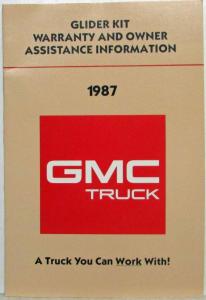 GLIDER KIT
WARRANTY AND OWNER
ASSISTANCE INFORMATION
1987
GMC
TRUCK
A Truck You Can Work With!